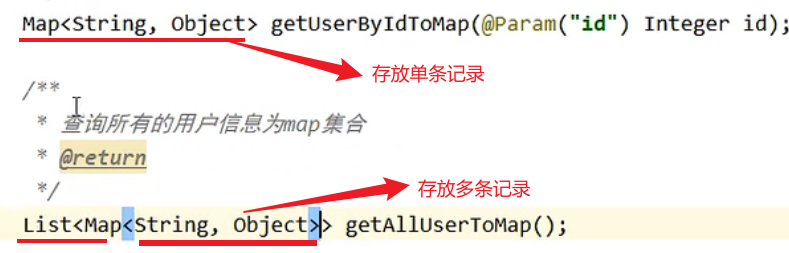 Map<String, Object> getUserByIdToMap(@Param("id") Integer id);
存放单条记录
/**
* 查询所有的用户信息为map集合
* @return
*/
存放多条记录
List<Map<String, Object>> getAllUserToMap();